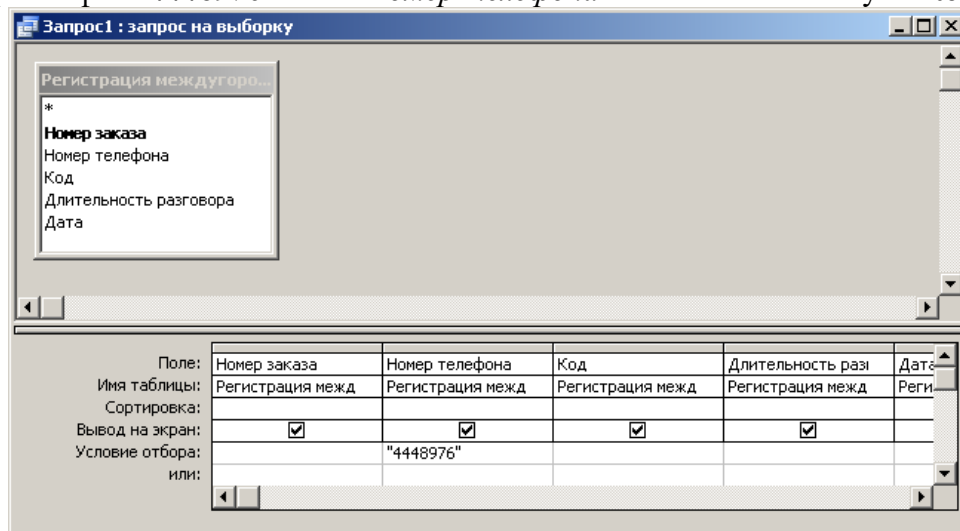 Запрос1 : запрос на выборку
Регистрация междугоро...
*
Номер заказа
Номер телефона
Код
Длительность разговора
Дата
Поле: Номер заказа Номер телефона Код Длительность разг Дата
Имя таблицы: Регистрация межд Регистрация межд Регистрация межд Регистрация межд Реги
Сортировка:
Вывод на экран:
Условие отбора: "4448976"
или: